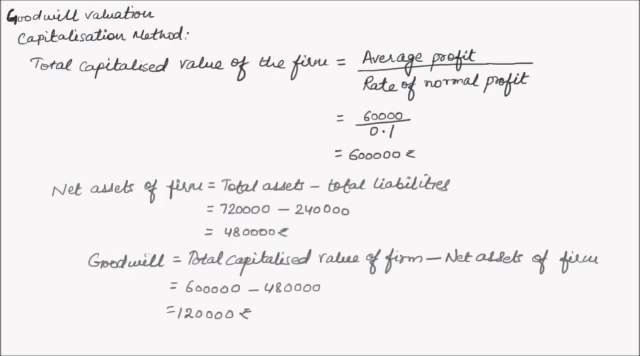 Goodwill valuation
Capitalisation Method:
Total capitalised value of the firm = Average profit
Rate of normal profit
= 60000
0.1
= 600000 ₹
Net assets of firm = Total assets - total liabilities
= 720000 - 240000
= 480000 ₹
Goodwill = Total capitalised value of firm - Net assets of firm
= 600000 - 480000
= 120000 ₹